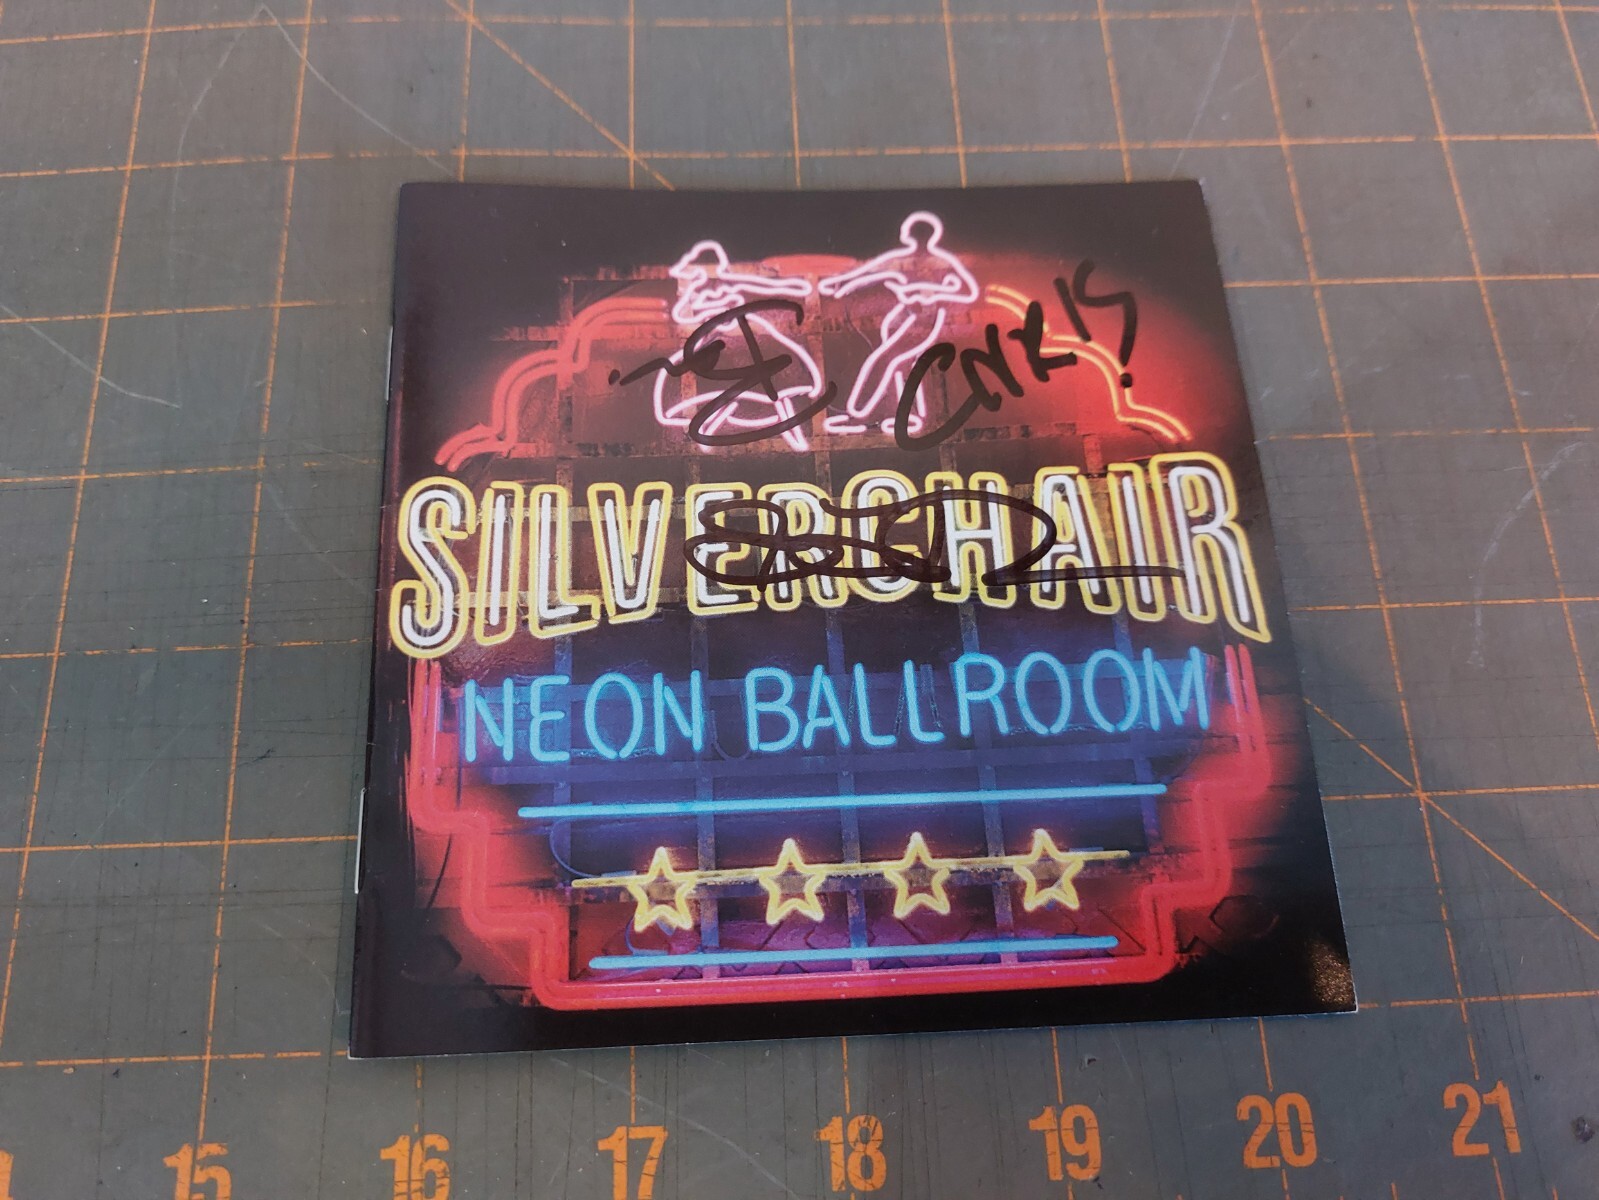 CHRIS
SILVERCHAIR
NEON BALLROOM
15 16 17 18 19 20 21